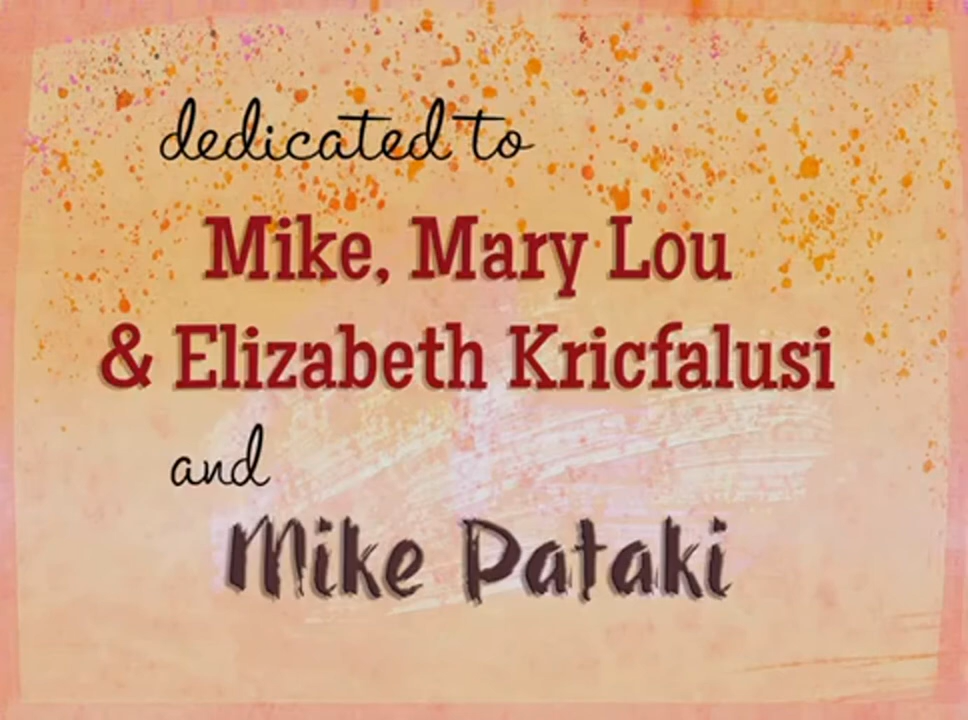 dedicated to
Mike, Mary Lou
& Elizabeth Kricfalusi
and
Mike Pataki